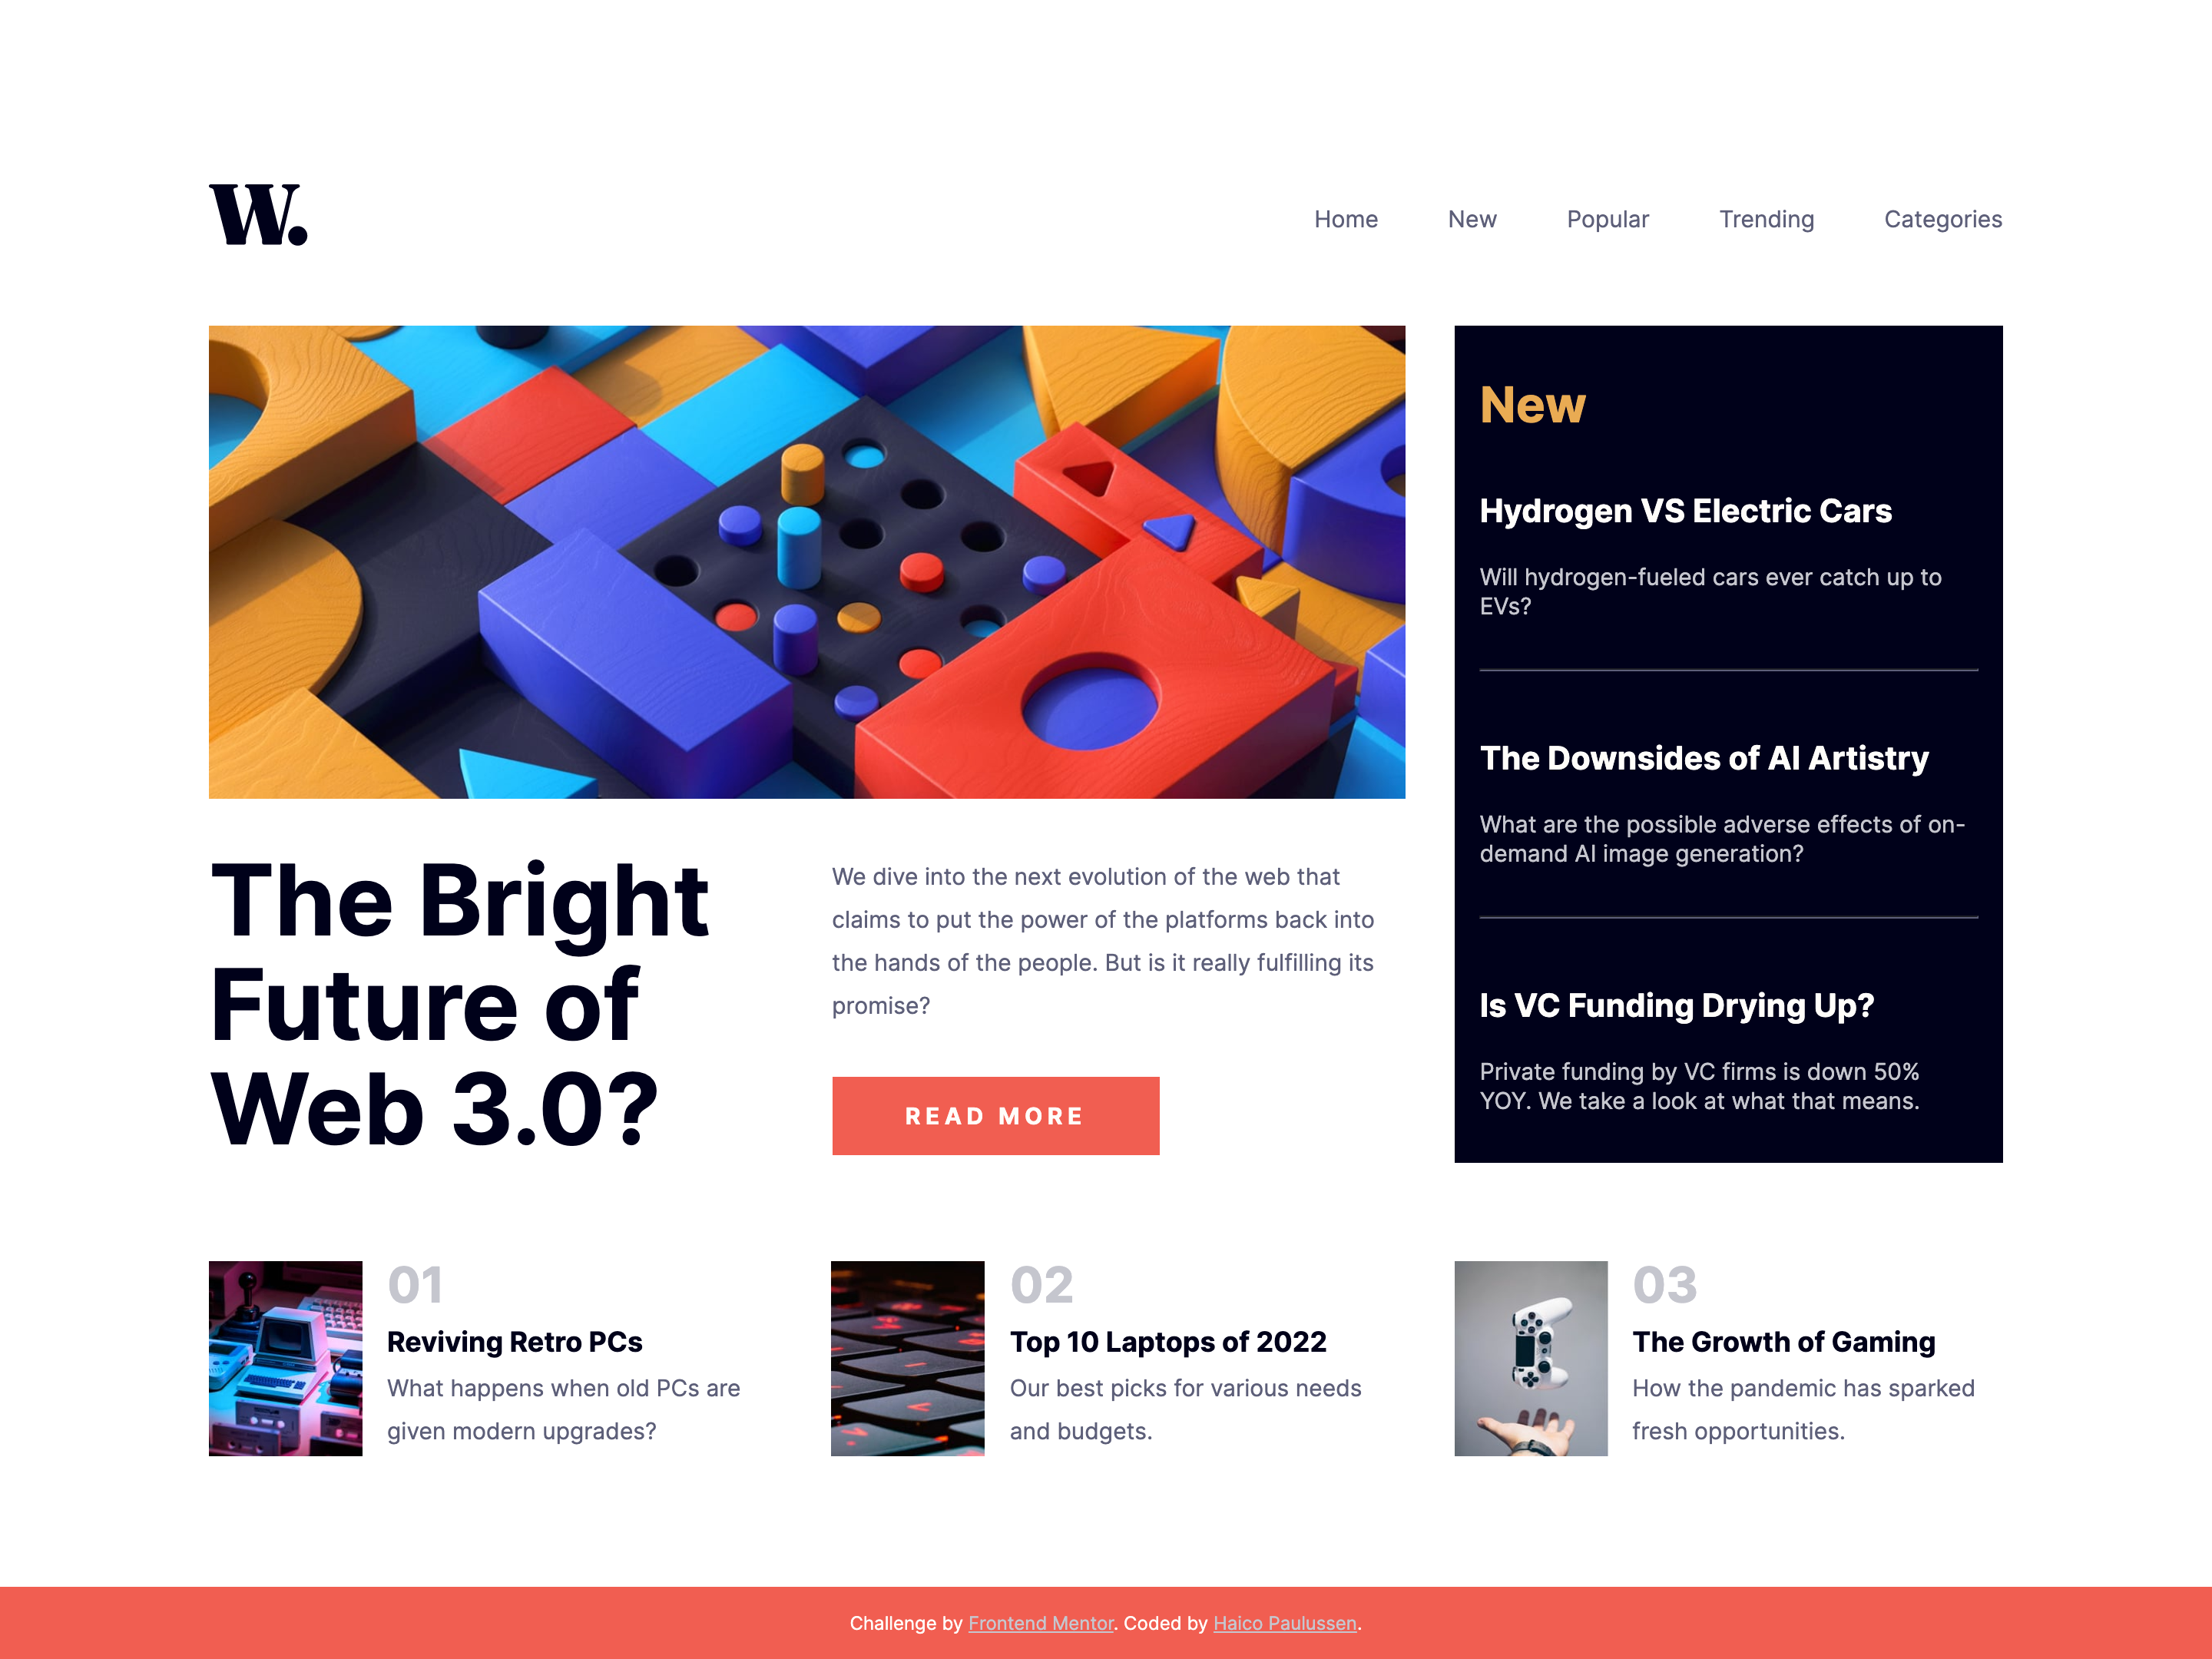 W.
Home New Popular Trending Categories
The Bright
Future of
Web 3.0?
We dive into the next evolution of the web that
claims to put the power of the platforms back into
the hands of the people. But is it really fulfilling its
promise?
READ MORE
New
Hydrogen VS Electric Cars
Will hydrogen-fueled cars ever catch up to
EVs?
The Downsides of AI Artistry
What are the possible adverse effects of on-
demand AI image generation?
Is VC Funding Drying Up?
Private funding by VC firms is down 50%
YOY. We take a look at what that means.
01
Reviving Retro PCs
What happens when old PCs are
given modern upgrades?
02
Top 10 Laptops of 2022
Our best picks for various needs
and budgets.
03
The Growth of Gaming
How the pandemic has sparked
fresh opportunities.
Challenge by Frontend Mentor. Coded by Haico Paulussen.